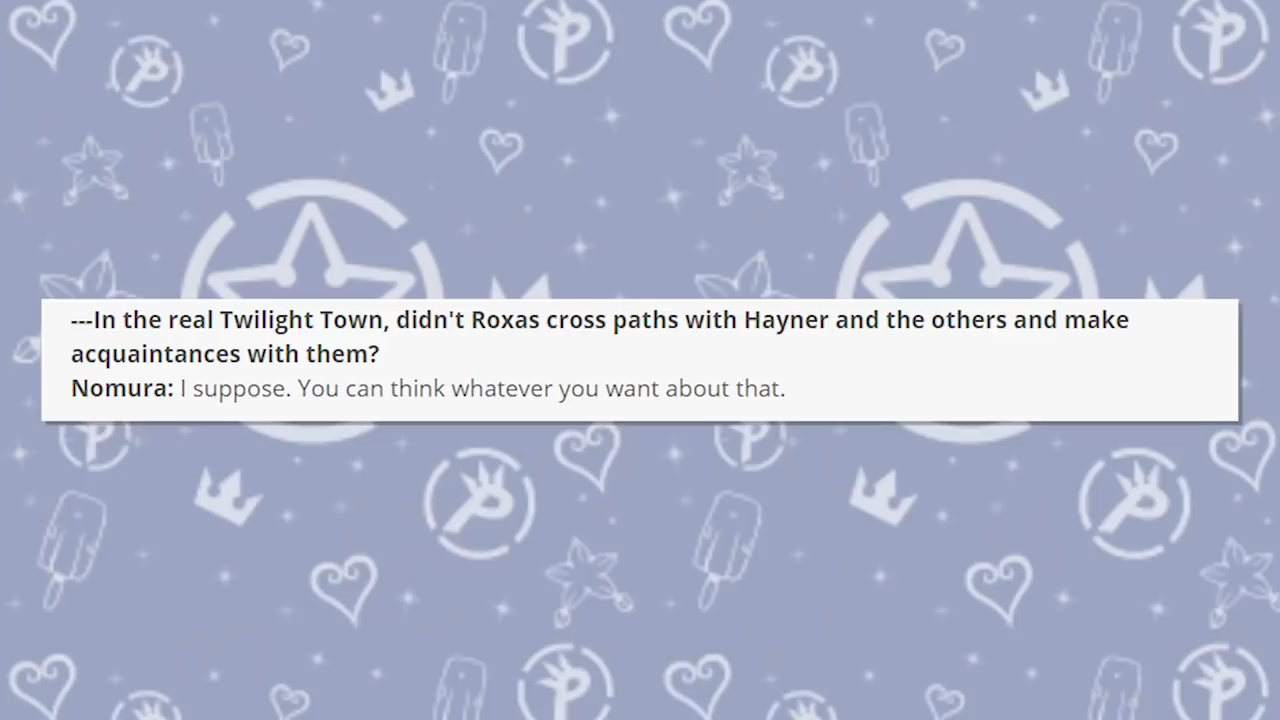 ---In the real Twilight Town, didn't Roxas cross paths with Hayner and the others and make
acquaintances with them?
Nomura: I suppose. You can think whatever you want about that.